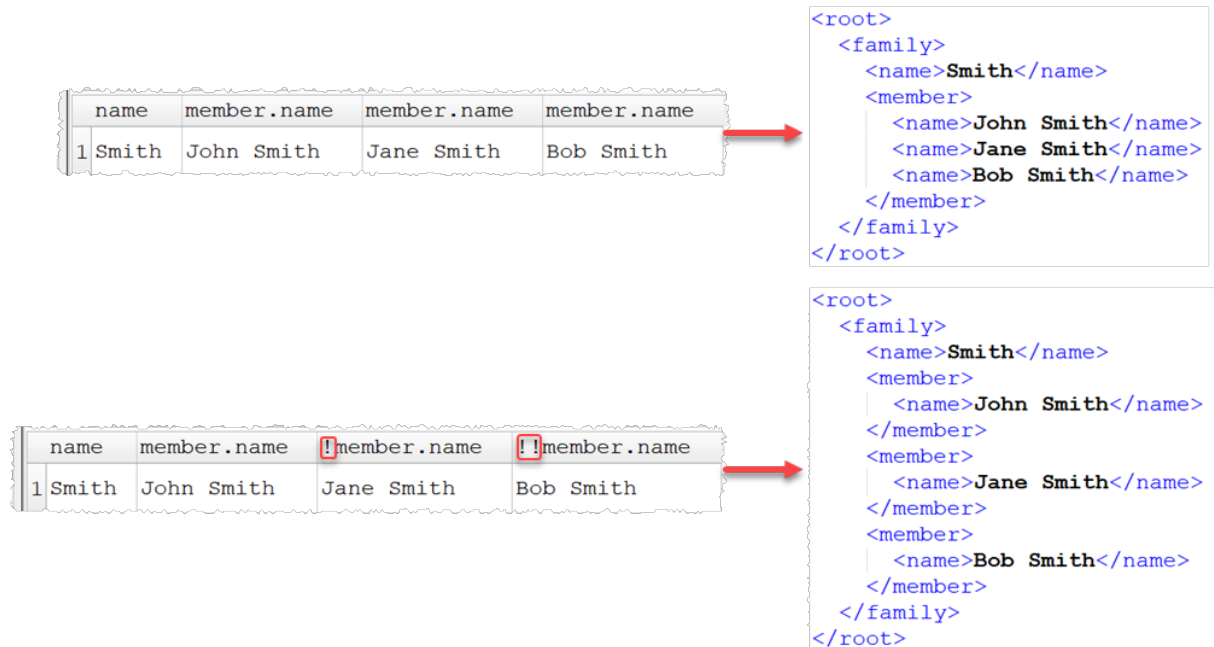 name member.name member.name member.name
1 Smith John Smith Jane Smith Bob Smith
<root>
<family>
<name>Smith</name>
<member>
<name>John Smith</name>
<name>Jane Smith</name>
<name>Bob Smith</name>
</member>
</family>
</root>
name member.name !member.name !!member.name
1 Smith John Smith Jane Smith Bob Smith
<root>
<family>
<name>Smith</name>
<member>
<name>John Smith</name>
</member>
<member>
<name>Jane Smith</name>
</member>
<member>
<name>Bob Smith</name>
</member>
</family>
</root>